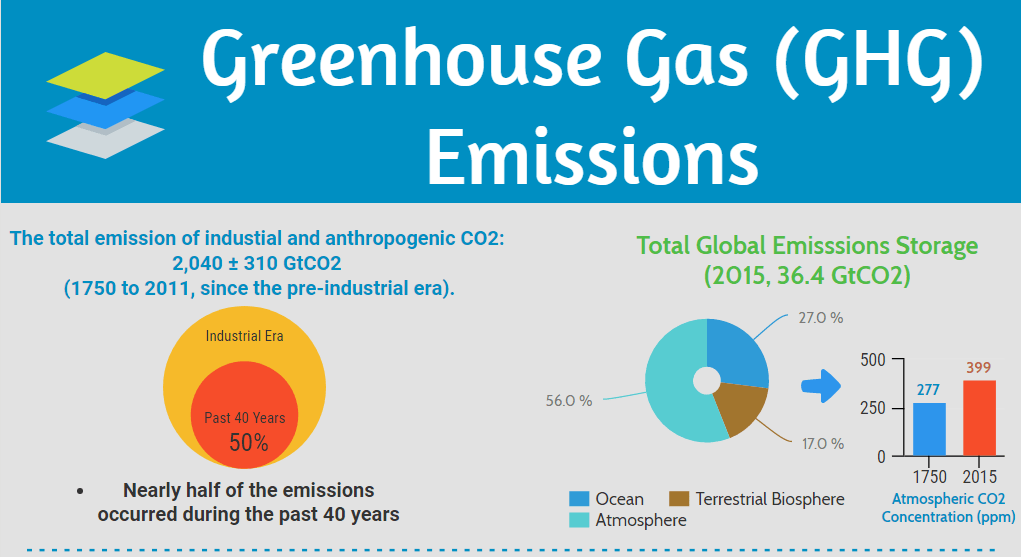 Greenhouse Gas (GHG)
Emissions
The total emission of industial and anthropogenic CO2:
2,040 ± 310 GtCO2
(1750 to 2011, since the pre-industrial era).
Industrial Era
Past 40 Years
50%
• Nearly half of the emissions
occurred during the past 40 years
Total Global Emisssions Storage
(2015, 36.4 GtCO2)
27.0 %
56.0 %
17.0 %
Ocean
Terrestrial Biosphere
Atmosphere
500
250
0
277
399
1750 2015
Atmospheric CO2
Concentration (ppm)